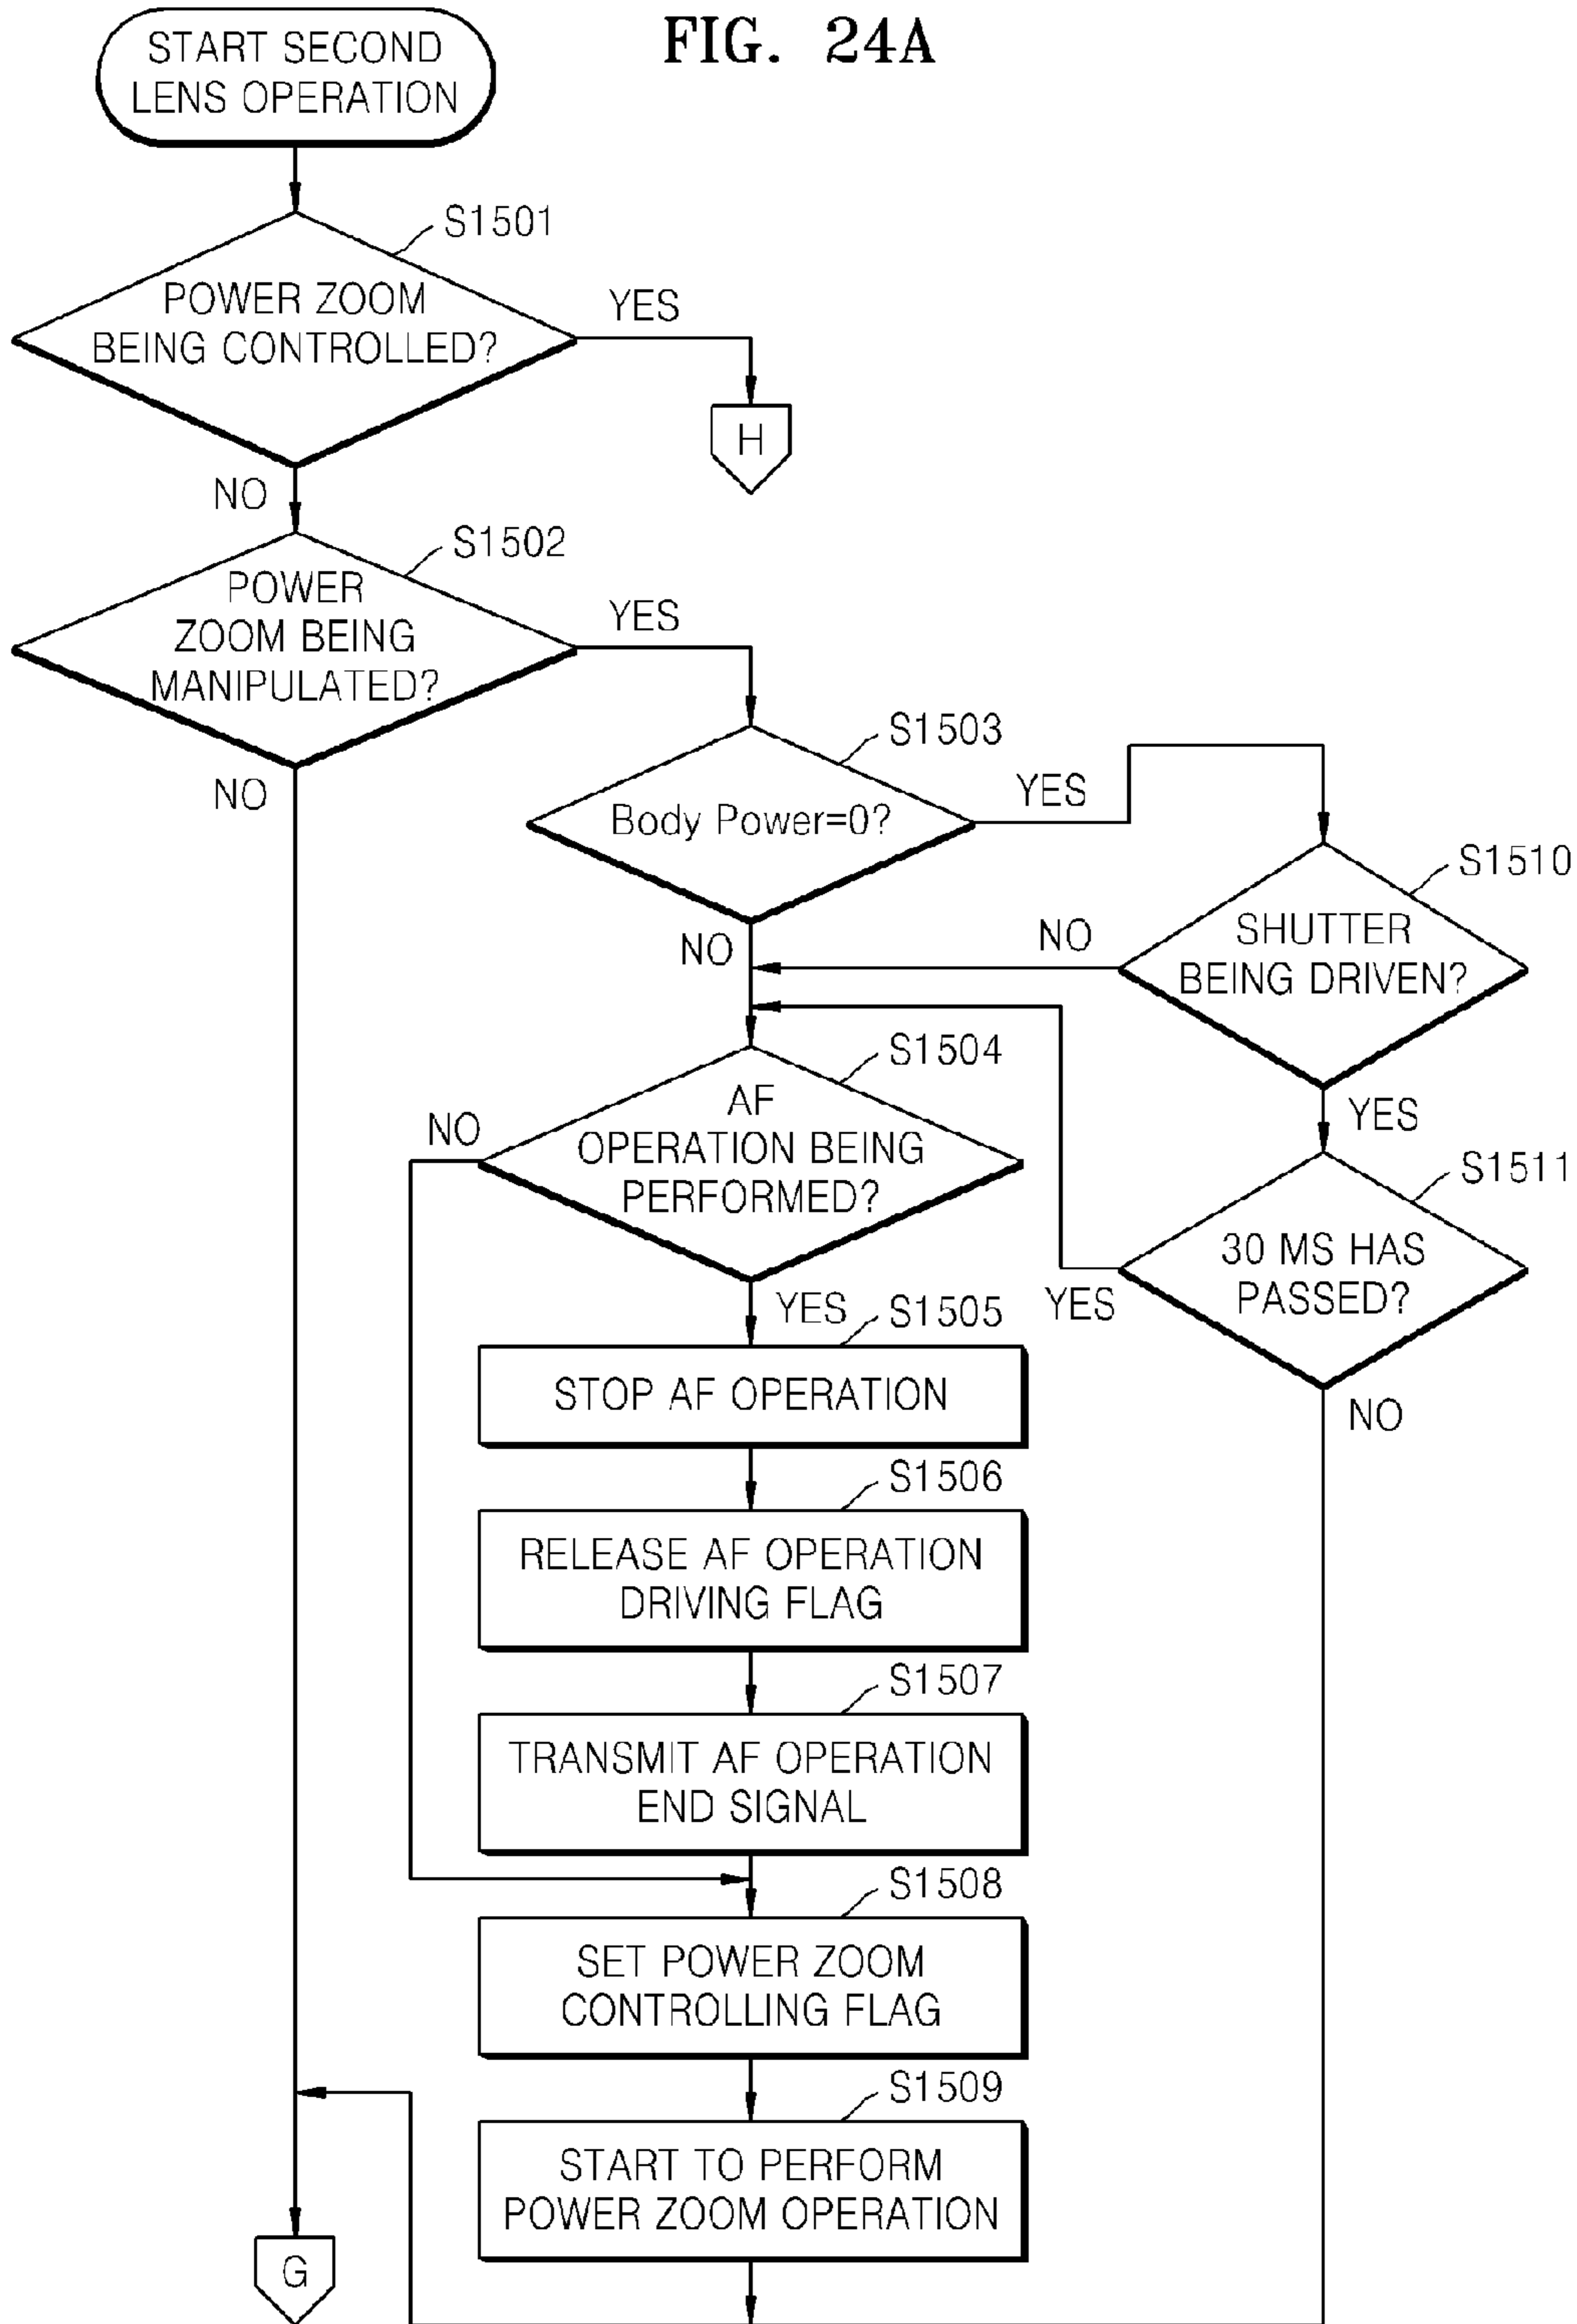 FIG. 24A
START SECOND
LENS OPERATION
S1501
POWER ZOOM
BEING CONTROLLED?
YES
H
NO
S1502
POWER
ZOOM BEING
MANIPULATED?
YES
NO
S1503
Body Power=0?
YES
NO
S1510
SHUTTER
BEING DRIVEN?
NO
YES
S1504
AF
OPERATION BEING
PERFORMED?
NO
YES
S1511
30 MS HAS
PASSED?
YES
NO
S1505
STOP AF OPERATION
S1506
RELEASE AF OPERATION
DRIVING FLAG
S1507
TRANSMIT AF OPERATION
END SIGNAL
S1508
SET POWER ZOOM
CONTROLLING FLAG
S1509
START TO PERFORM
POWER ZOOM OPERATION
G